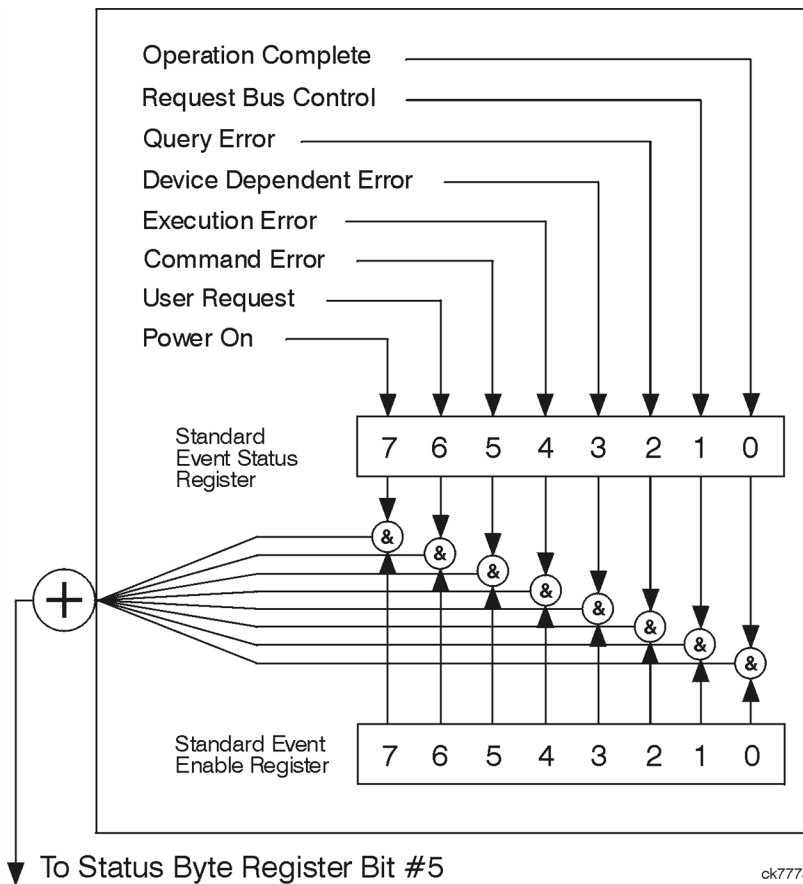 Operation Complete
Request Bus Control
Query Error
Device Dependent Error
Execution Error
Command Error
User Request
Power On
Standard
Event Status
Register
7 6 5 4 3 2 1 0
&
&
&
&
&
&
&
&
+
Standard Event
Enable Register
7 6 5 4 3 2 1 0
To Status Byte Register Bit #5